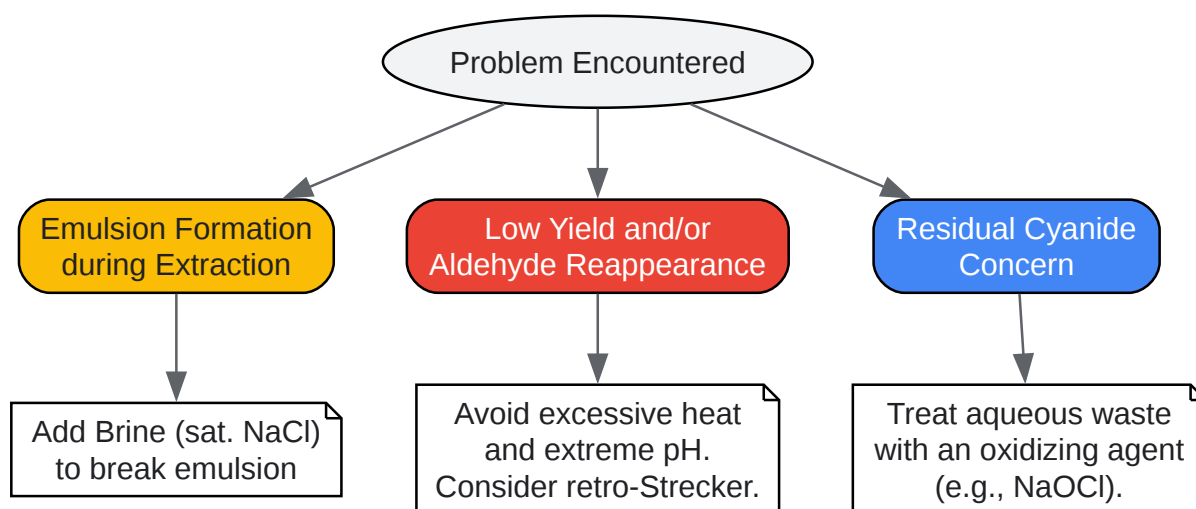 Problem Encountered
Emulsion Formation
during Extraction
Low Yield and/or
Aldehyde Reappearance
Residual Cyanide
Concern
Add Brine (sat. NaCl)
to break emulsion
Avoid excessive heat
and extreme pH.
Consider retro-Strecker.
Treat aqueous waste
with an oxidizing agent
(e.g., NaOCl).